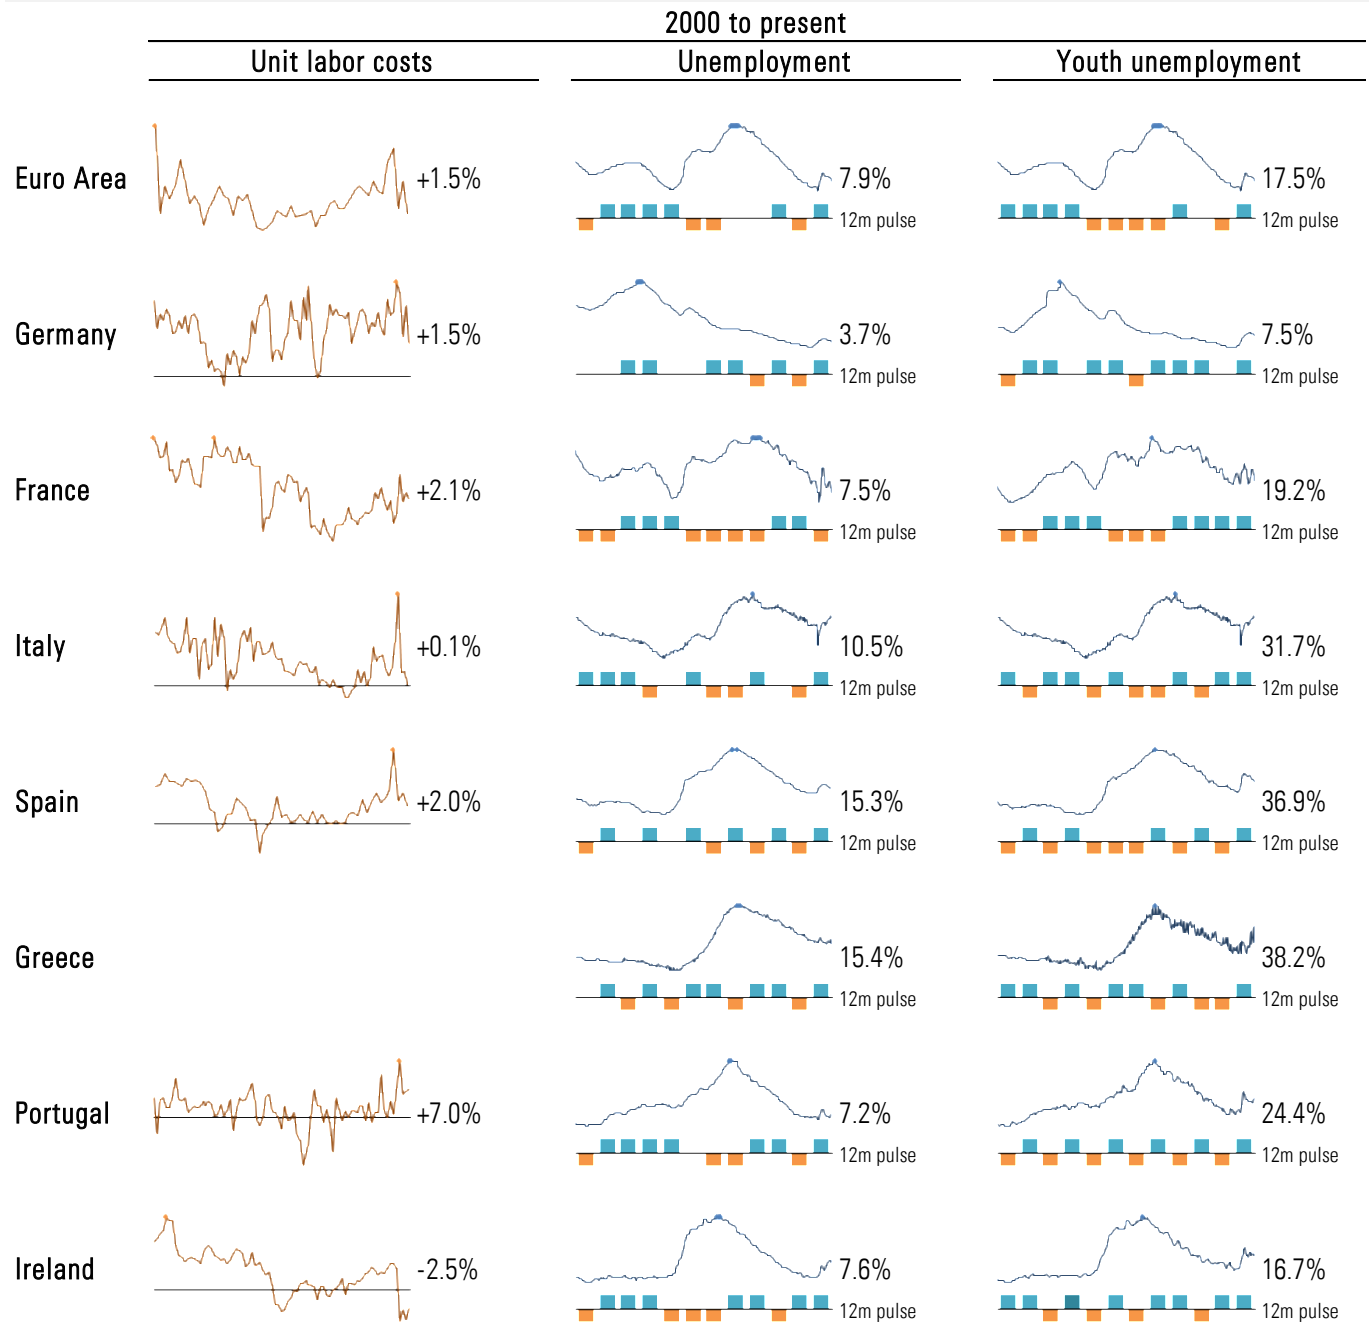 2000 to present
Unit labor costs Unemployment Youth unemployment
Euro Area +1.5% 7.9% 17.5%
12m pulse 12m pulse
Germany +1.5% 3.7% 7.5%
12m pulse 12m pulse
France +2.1% 7.5% 19.2%
12m pulse 12m pulse
Italy +0.1% 10.5% 31.7%
12m pulse 12m pulse
Spain +2.0% 15.3% 36.9%
12m pulse 12m pulse
Greece 15.4% 38.2%
12m pulse 12m pulse
Portugal +7.0% 7.2% 24.4%
12m pulse 12m pulse
Ireland -2.5% 7.6% 16.7%
12m pulse 12m pulse